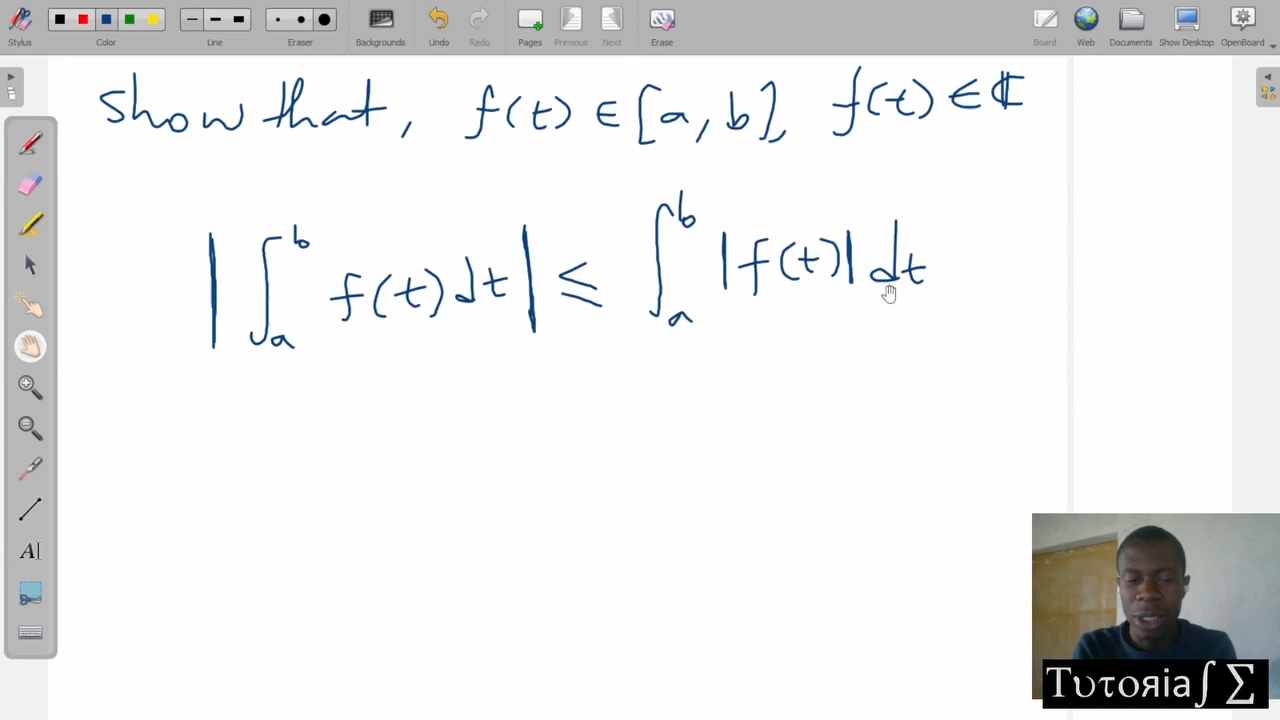 Stylus Color Line Eraser Backgrounds Undo Redo Pages Previous Next Erase Board Web Documents Show Desktop OpenBoard
show that, f(t) ∈ [a, b], f(t) ∈ ℂ
|∫_a^b f(t) dt| ≤ ∫_a^b |f(t)| dt
A
Tυτοяia∫ Σ